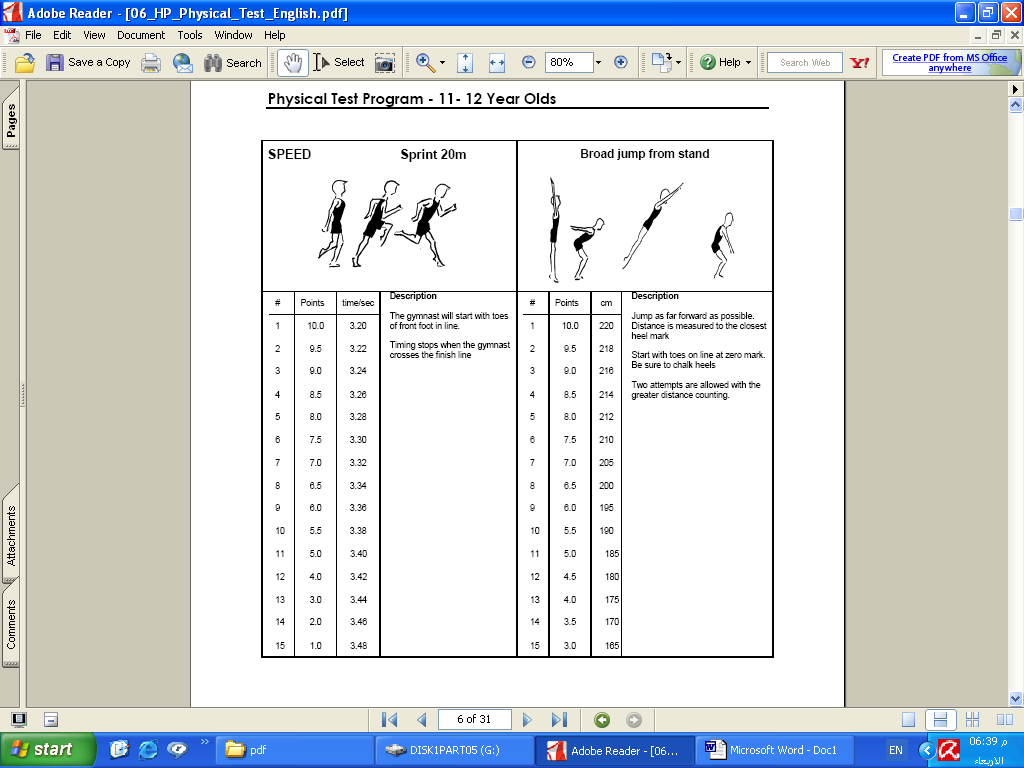 Adobe Reader - [06_HP_Physical_Test_English.pdf]
File Edit View Document Tools Window Help
Save a Copy Search Select 80% Help Search Web Y! Create PDF from MS Office
anywhere
Pages
Attachments
Comments
Physical Test Program - 11- 12 Year Olds
SPEED Sprint 20m
# Points time/sec
1 10.0 3.20
2 9.5 3.22
3 9.0 3.24
4 8.5 3.26
5 8.0 3.28
6 7.5 3.30
7 7.0 3.32
8 6.5 3.34
9 6.0 3.36
10 5.5 3.38
11 5.0 3.40
12 4.0 3.42
13 3.0 3.44
14 2.0 3.46
15 1.0 3.48
Description
The gymnast will start with toes
of front foot in line.
Timing stops when the gymnast
crosses the finish line
Broad jump from stand
# Points cm
1 10.0 220
2 9.5 218
3 9.0 216
4 8.5 214
5 8.0 212
6 7.5 210
7 7.0 205
8 6.5 200
9 6.0 195
10 5.5 190
11 5.0 185
12 4.5 180
13 4.0 175
14 3.5 170
15 3.0 165
Description
Jump as far forward as possible.
Distance is measured to the closest
heel mark
Start with toes on line at zero mark.
Be sure to chalk heels
Two attempts are allowed with the
greater distance counting.
6 of 31
start pdf DISK1PART05 (G:) Adobe Reader - [06... Microsoft Word - Doc1 EN 06:39 م
الاربعاء